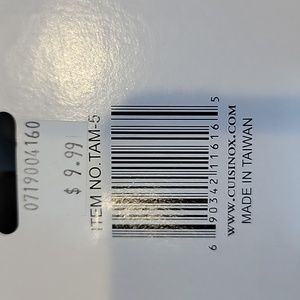 0719004160
$ 9.99
ITEM NO.TAM-5
6 90342 11616 5
WWW.CUISINOX.COM
MADE IN TAIWAN